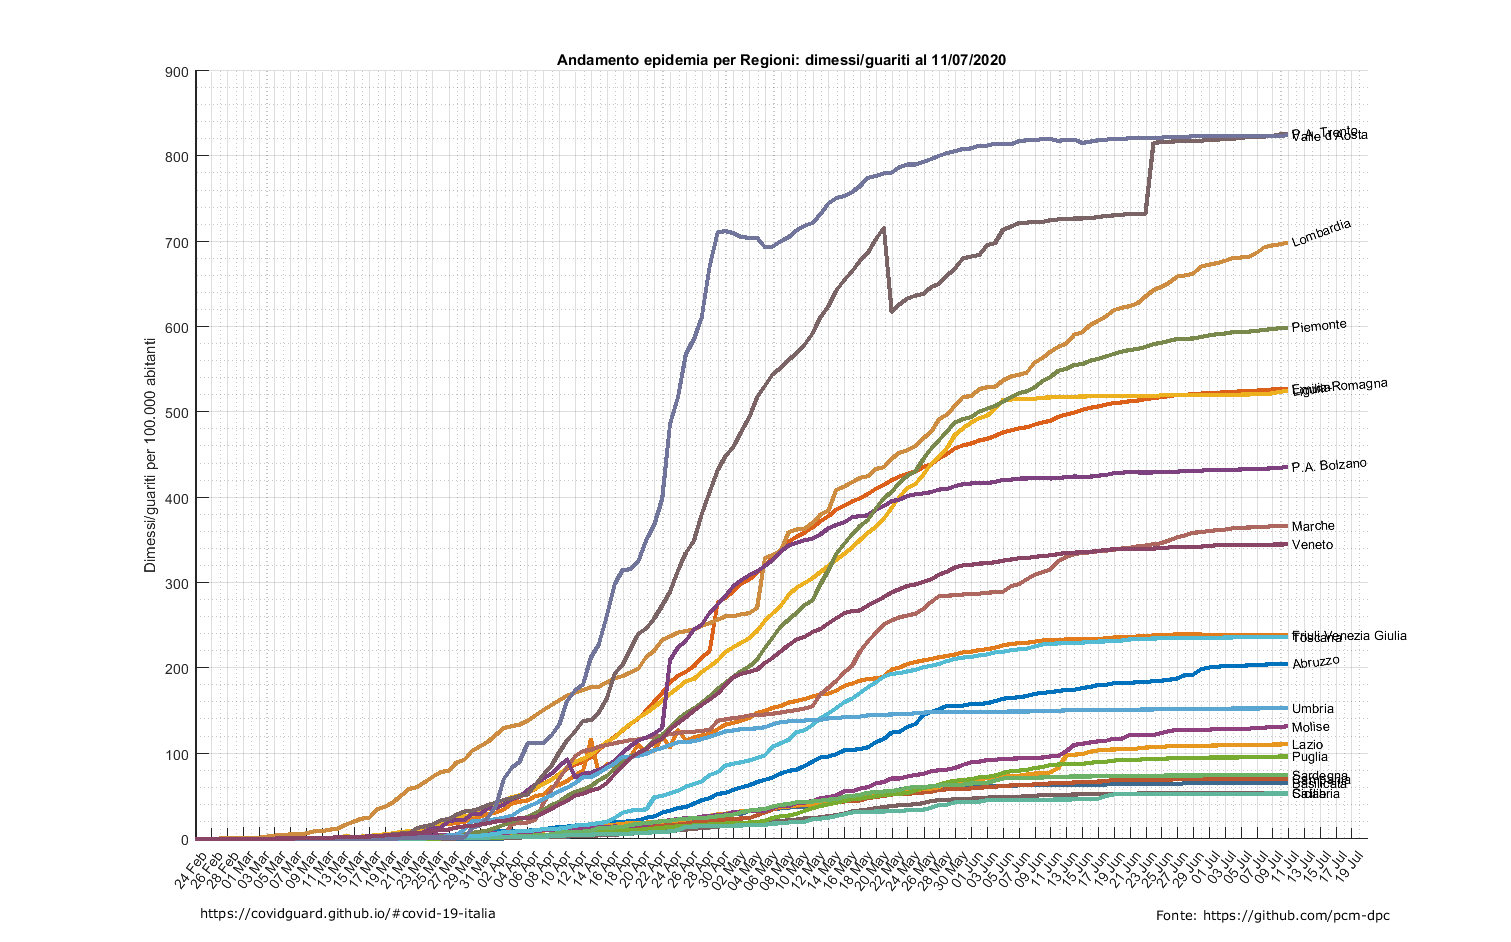 Andamento epidemia per Regioni: dimessi/guariti al 11/07/2020
Dimessi/guariti per 100.000 abitanti
900
800
700
600
500
400
300
200
100
0
P.A. Trento
Valle d'Aosta
Lombardia
Piemonte
Emilia-Romagna
Liguria
P.A. Bolzano
Marche
Veneto
Friuli Venezia Giulia
Toscana
Abruzzo
Umbria
Molise
Lazio
Puglia
Sardegna
Campania
Basilicata
Calabria
24 Feb
26 Feb
28 Feb
01 Mar
03 Mar
05 Mar
07 Mar
09 Mar
11 Mar
13 Mar
15 Mar
17 Mar
19 Mar
21 Mar
23 Mar
25 Mar
27 Mar
29 Mar
31 Mar
02 Apr
04 Apr
06 Apr
08 Apr
10 Apr
12 Apr
14 Apr
16 Apr
18 Apr
20 Apr
22 Apr
24 Apr
26 Apr
28 Apr
30 Apr
02 May
04 May
06 May
08 May
10 May
12 May
14 May
16 May
18 May
20 May
22 May
24 May
26 May
28 May
30 May
01 Jun
03 Jun
05 Jun
07 Jun
09 Jun
11 Jun
13 Jun
15 Jun
17 Jun
19 Jun
21 Jun
23 Jun
25 Jun
27 Jun
29 Jun
01 Jul
03 Jul
05 Jul
07 Jul
09 Jul
11 Jul
13 Jul
15 Jul
17 Jul
19 Jul
https://covidguard.github.io/#covid-19-italia
Fonte: https://github.com/pcm-dpc